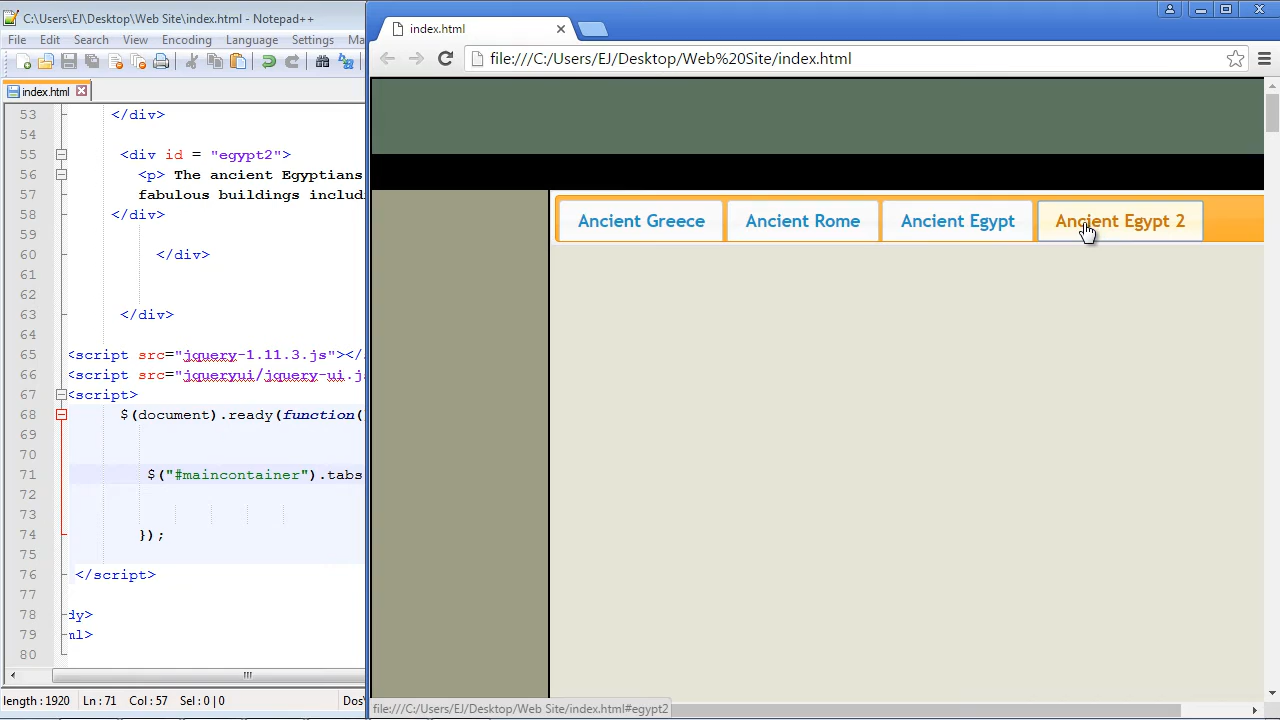 C:\Users\EJ\Desktop\Web Site\index.html - Notepad++
File Edit Search View Encoding Language Settings Ma
index.html
53 </div>
54
55 <div id = "egypt2">
56 <p> The ancient Egyptians
57 fabulous buildings includ
58 </div>
59
60 </div>
61
62
63 </div>
64
65 <script src="jquery-1.11.3.js"></
66 <script src="jqueryui/jquery-ui.js
67 <script>
68 $(document).ready(function(
69
70
71 $("#maincontainer").tabs
72
73
74 });
75
76 </script>
77
78 dy>
79 ml>
80
length : 1920 Ln : 71 Col : 57 Sel : 0 | 0 Dos\
index.html
file:///C:/Users/EJ/Desktop/Web%20Site/index.html
Ancient Greece Ancient Rome Ancient Egypt Ancient Egypt 2
file:///C:/Users/EJ/Desktop/Web Site/index.html#egypt2